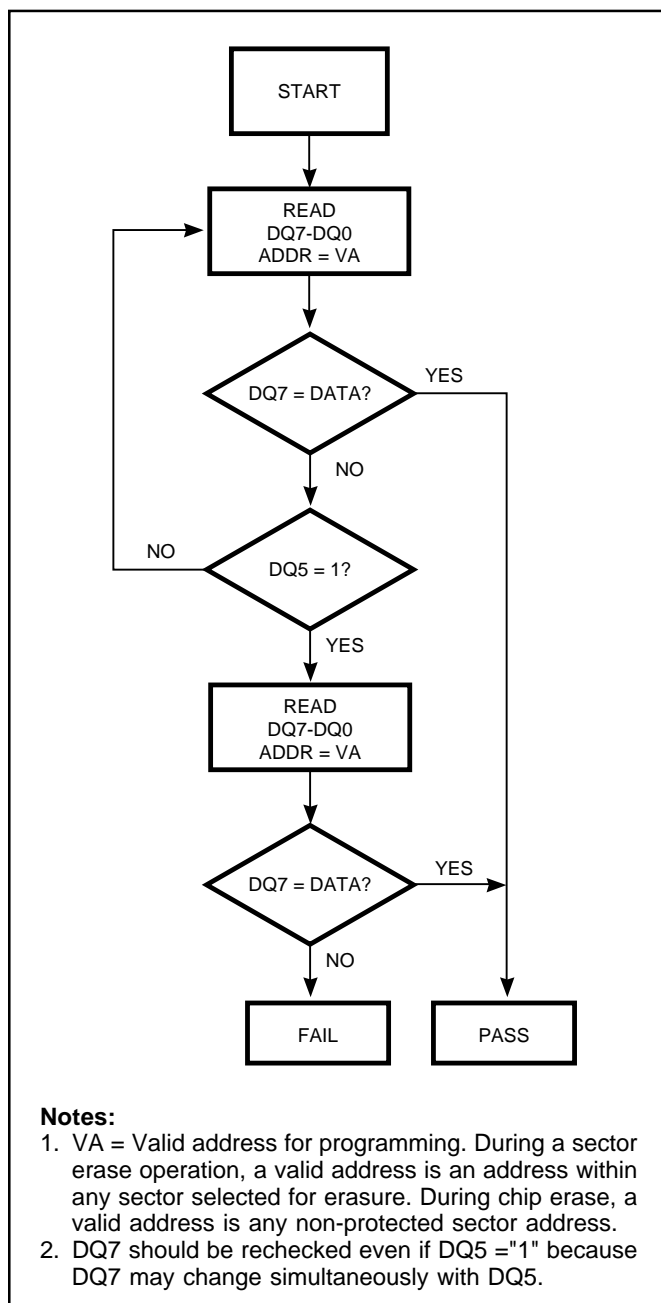 START
READ
DQ7-DQ0
ADDR = VA
DQ7 = DATA?
YES
NO
NO
DQ5 = 1?
YES
READ
DQ7-DQ0
ADDR = VA
DQ7 = DATA?
YES
NO
FAIL
PASS
Notes:
1. VA = Valid address for programming. During a sector
erase operation, a valid address is an address within
any sector selected for erasure. During chip erase, a
valid address is any non-protected sector address.
2. DQ7 should be rechecked even if DQ5 ="1" because
DQ7 may change simultaneously with DQ5.